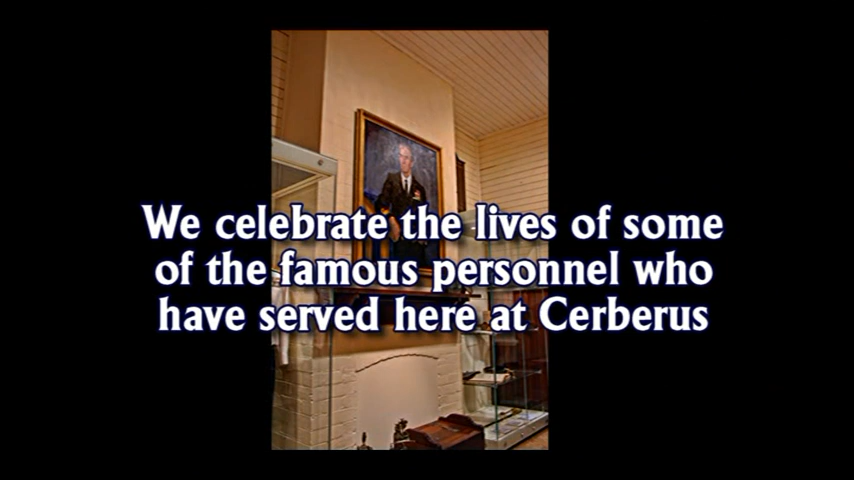 We celebrate the lives of some
of the famous personnel who
have served here at Cerberus